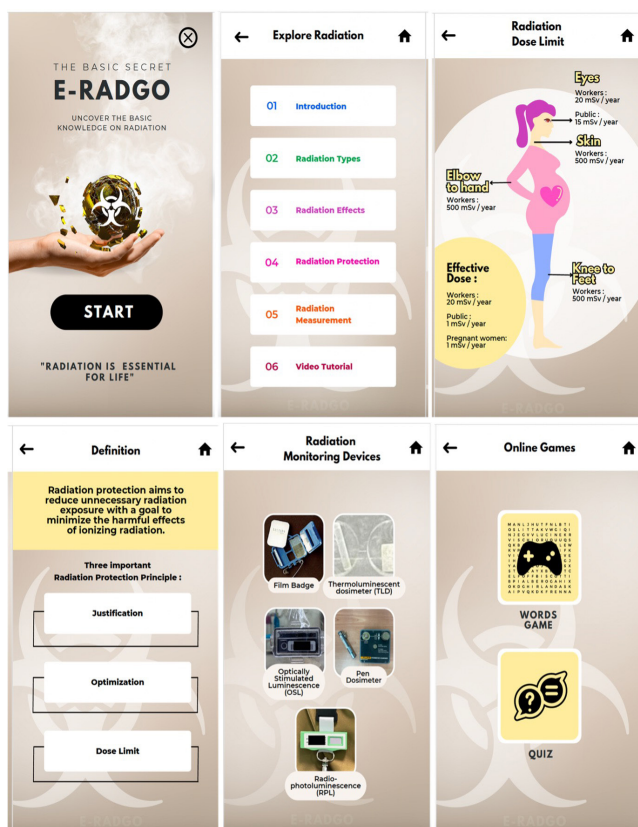 THE BASIC SECRET
E-RADGO
UNCOVER THE BASIC
KNOWLEDGE ON RADIATION
START
"RADIATION IS ESSENTIAL
FOR LIFE"
Explore Radiation
01 Introduction
02 Radiation Types
03 Radiation Effects
04 Radiation Protection
05 Radiation
Measurement
06 Video Tutorial
E-RADGO
Radiation
Dose Limit
Eyes
Workers :
20 mSv / year
Public :
15 mSv / year
Skin
Workers :
500 mSv / year
Elbow
to hand
Workers :
500 mSv / year
Knee to
Feet
Workers :
500 mSv / year
Effective
Dose :
Workers :
20 mSv / year
Public :
1 mSv / year
Pregnant women:
1 mSv / year
E-RADGO
Definition
Radiation protection aims to
reduce unnecessary radiation
exposure with a goal to
minimize the harmful effects
of ionizing radiation.
Three important
Radiation Protection Principle :
Justification
Optimization
Dose Limit
E-RADGO
Radiation
Monitoring Devices
Film Badge
Thermoluminescent
dosimeter (TLD)
Optically
Stimulated
Luminescence
(OSL)
Pen
Dosimeter
Radio-
photoluminescence
(RPL)
Online Games
WORDS
GAME
QUIZ
E-RADGO